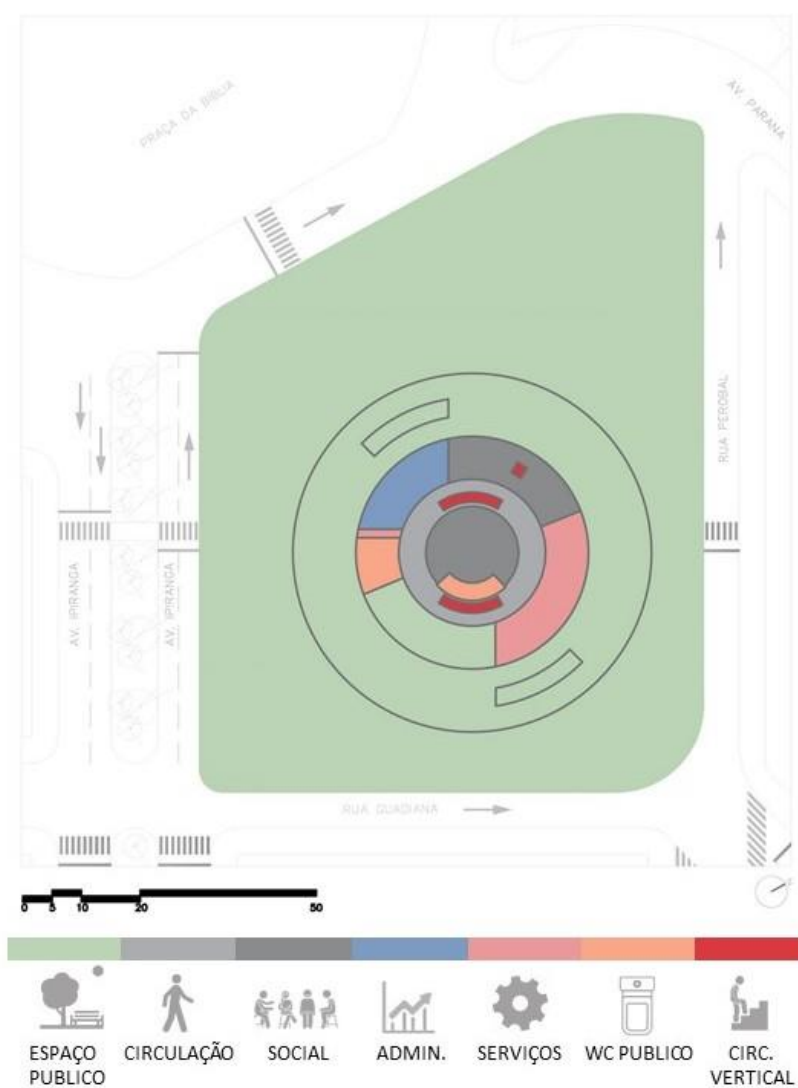 PRAÇA DA BÍBLIA
AV. PARANA
RUA PEROBAL
AV. IPIRANGA
AV. IPIRANGA
RUA GUADIANA
0 5 10 20 50
ESPAÇO PUBLICO
CIRCULAÇÃO
SOCIAL
ADMIN.
SERVIÇOS
WC PUBLICO
CIRC. VERTICAL